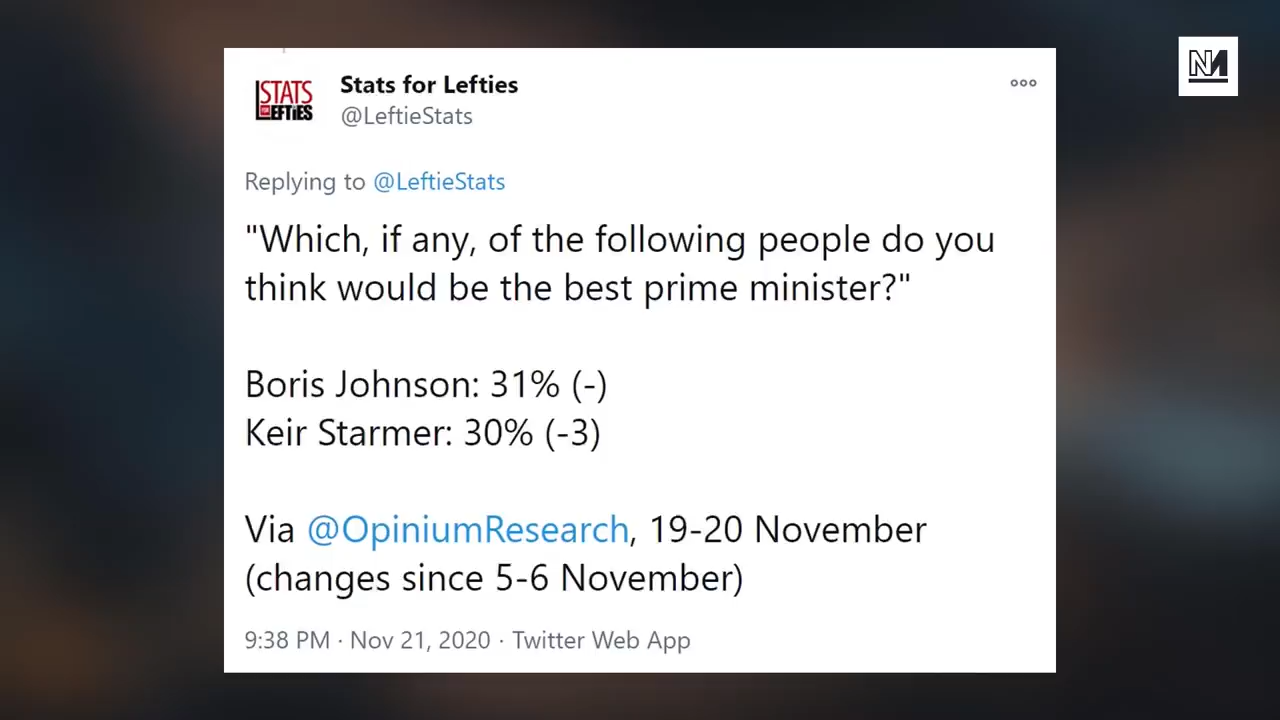 STATS
FOR
LEFTIES
Stats for Lefties
@LeftieStats
Replying to @LeftieStats
"Which, if any, of the following people do you
think would be the best prime minister?"
Boris Johnson: 31% (-)
Keir Starmer: 30% (-3)
Via @OpiniumResearch, 19-20 November
(changes since 5-6 November)
9:38 PM · Nov 21, 2020 · Twitter Web App
NM